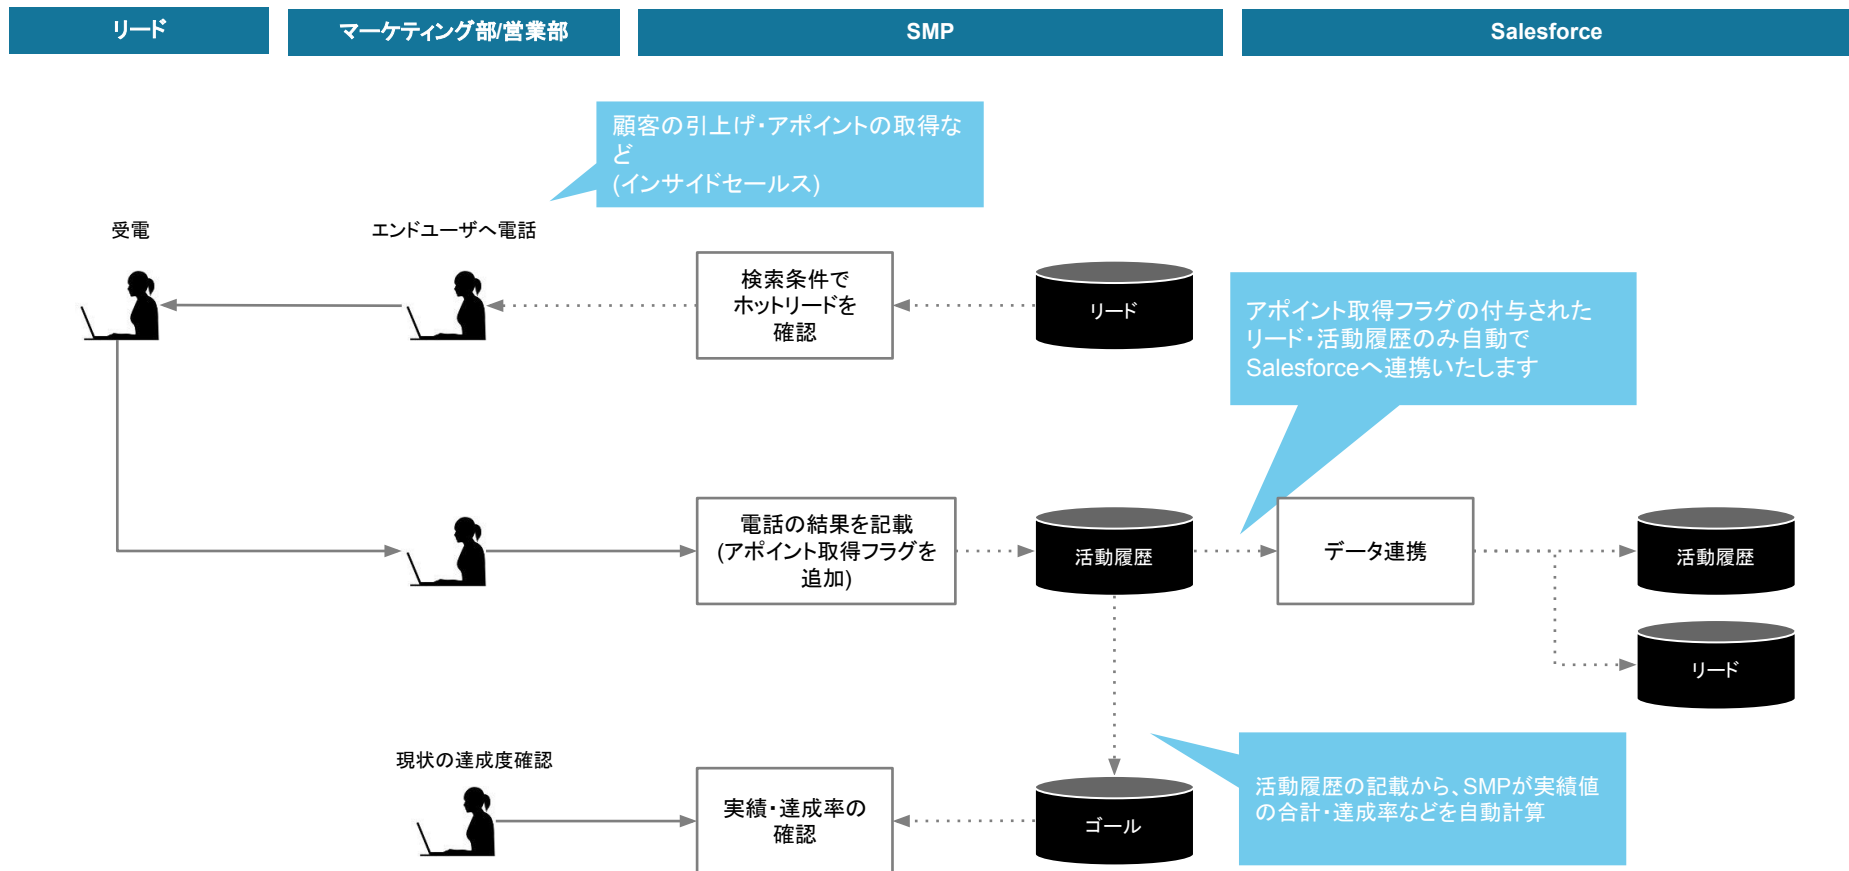 リード
マーケティング部/営業部
SMP
Salesforce
顧客の引上げ・アポイントの取得な
ど
(インサイドセールス)
受電
エンドユーザへ電話
検索条件で
ホットリードを
確認
リード
アポイント取得フラグの付与された
リード・活動履歴のみ自動で
Salesforceへ連携いたします
電話の結果を記載
(アポイント取得フラグを
追加)
活動履歴
データ連携
活動履歴
リード
現状の達成度確認
実績・達成率の
確認
ゴール
活動履歴の記載から、SMPが実績値
の合計・達成率などを自動計算